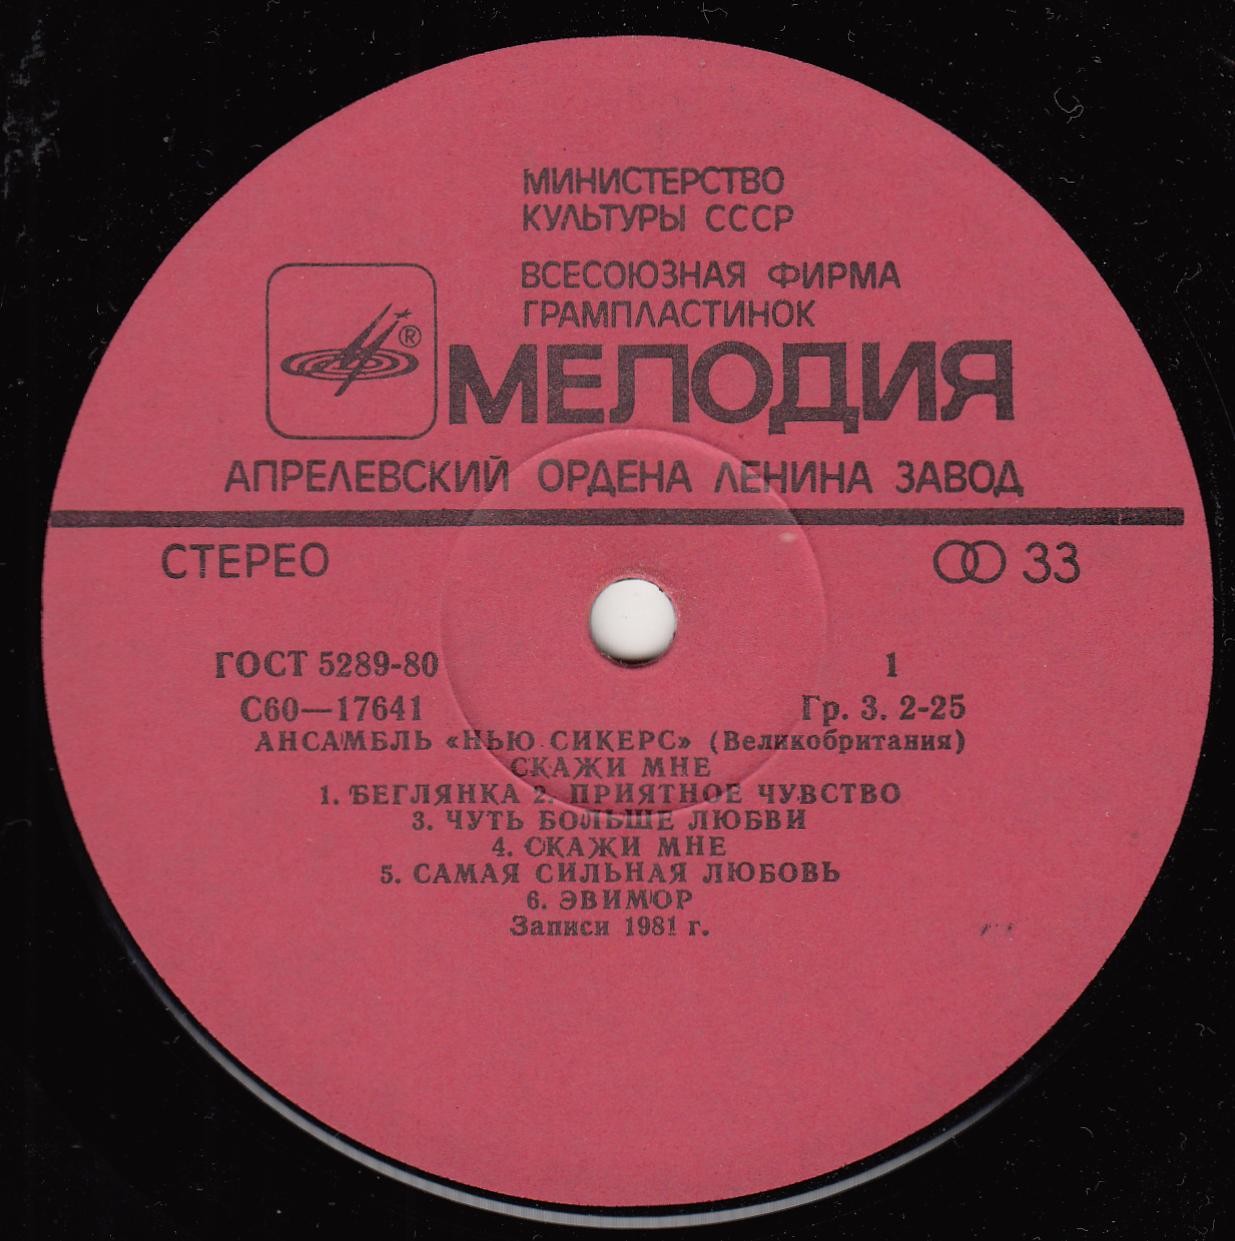 МИНИСТЕРСТВО
КУЛЬТУРЫ СССР
ВСЕСОЮЗНАЯ ФИРМА
ГРАМПЛАСТИНОК
®
МЕЛОДИЯ
АПРЕЛЕВСКИЙ ОРДЕНА ЛЕНИНА ЗАВОД
СТЕРЕО 33
ГОСТ 5289-80 1
С60—17641 Гр. 3. 2-25
АНСАМБЛЬ «НЬЮ СИКЕРС» (Великобритания)
СКАЖИ МНЕ
1. БЕГЛЯНКА 2. ПРИЯТНОЕ ЧУВСТВО
3. ЧУТЬ БОЛЬШЕ ЛЮБВИ
4. СКАЖИ МНЕ
5. САМАЯ СИЛЬНАЯ ЛЮБОВЬ
6. ЭВИМОР
Записи 1981 г.